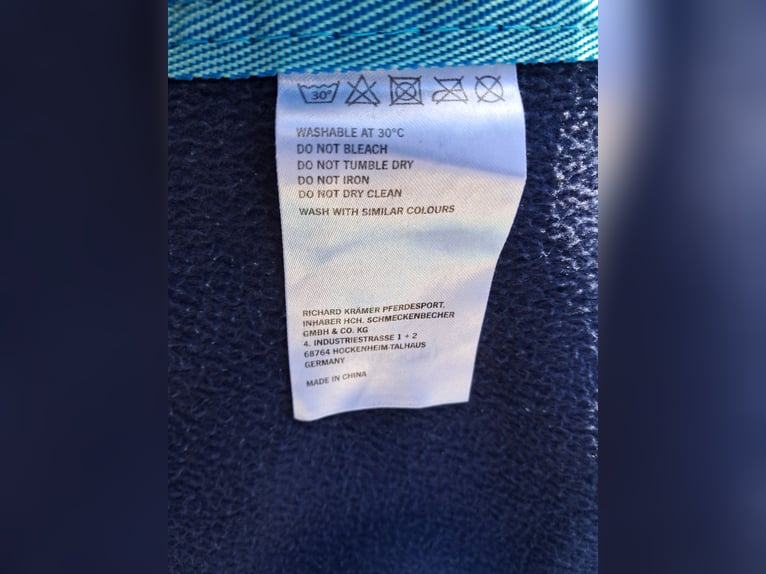 30°
WASHABLE AT 30°C
DO NOT BLEACH
DO NOT TUMBLE DRY
DO NOT IRON
DO NOT DRY CLEAN
WASH WITH SIMILAR COLOURS
RICHARD KRÄMER PFERDESPORT,
INHABER HCH. SCHMECKENBECHER
GMBH & CO. KG
4. INDUSTRIESTRASSE 1 + 2
68764 HOCKENHEIM-TALHAUS
GERMANY
MADE IN CHINA